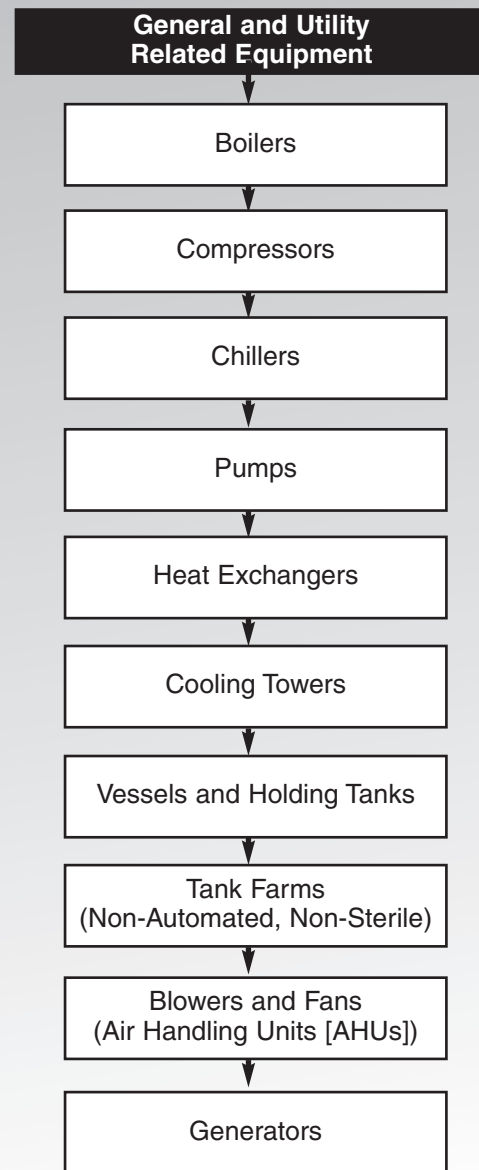 General and Utility
Related Equipment
Boilers
Compressors
Chillers
Pumps
Heat Exchangers
Cooling Towers
Vessels and Holding Tanks
Tank Farms
(Non-Automated, Non-Sterile)
Blowers and Fans
(Air Handling Units [AHUs])
Generators